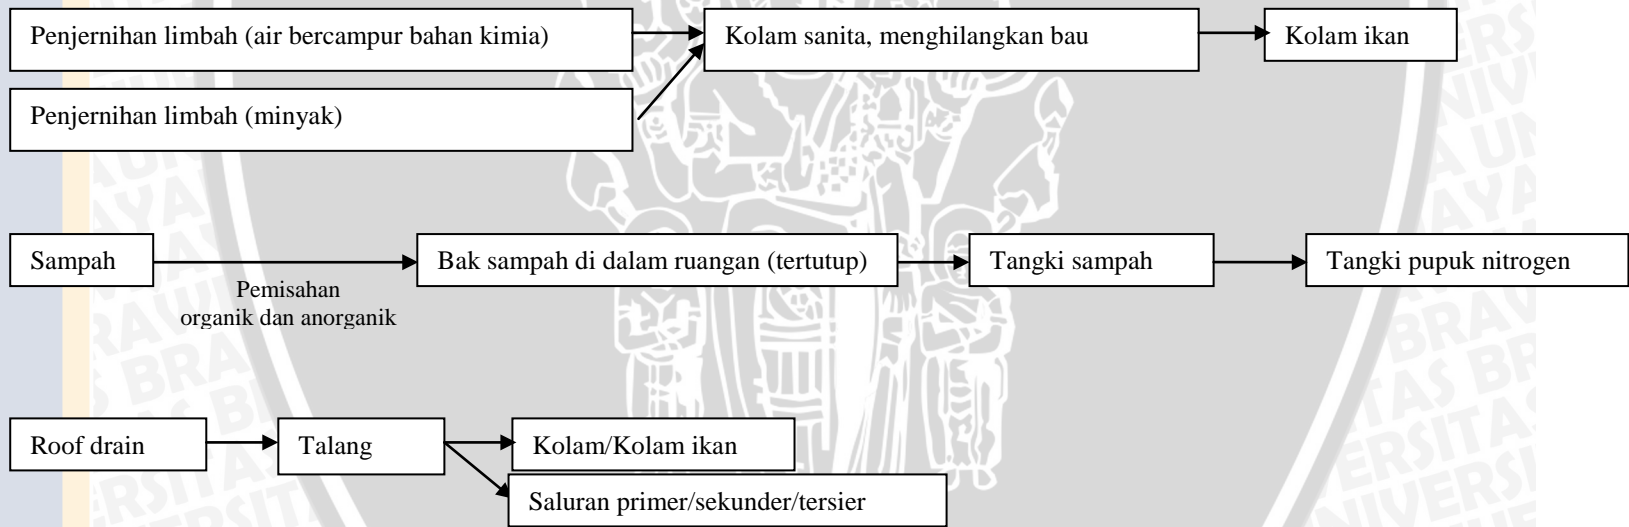 Penjernihan limbah (air bercampur bahan kimia)
Kolam sanita, menghilangkan bau
Kolam ikan
Penjernihan limbah (minyak)
Sampah
Pemisahan
organik dan anorganik
Bak sampah di dalam ruangan (tertutup)
Tangki sampah
Tangki pupuk nitrogen
Roof drain
Talang
Kolam/Kolam ikan
Saluran primer/sekunder/tersier